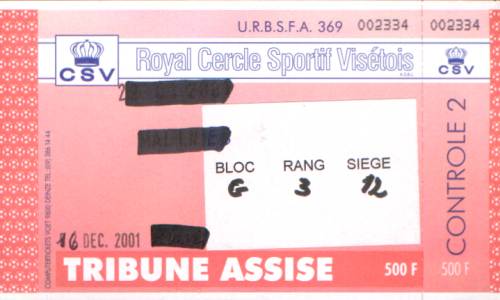 U.R.B.S.F.A. 369 002334 002334
CSV Royal Cercle Sportif Visétois CSV
A.S.B.L.
BLOC RANG SIEGE
G 3 12
16 DEC. 2001
CONTROLE 2
TRIBUNE ASSISE 500 F 500 F